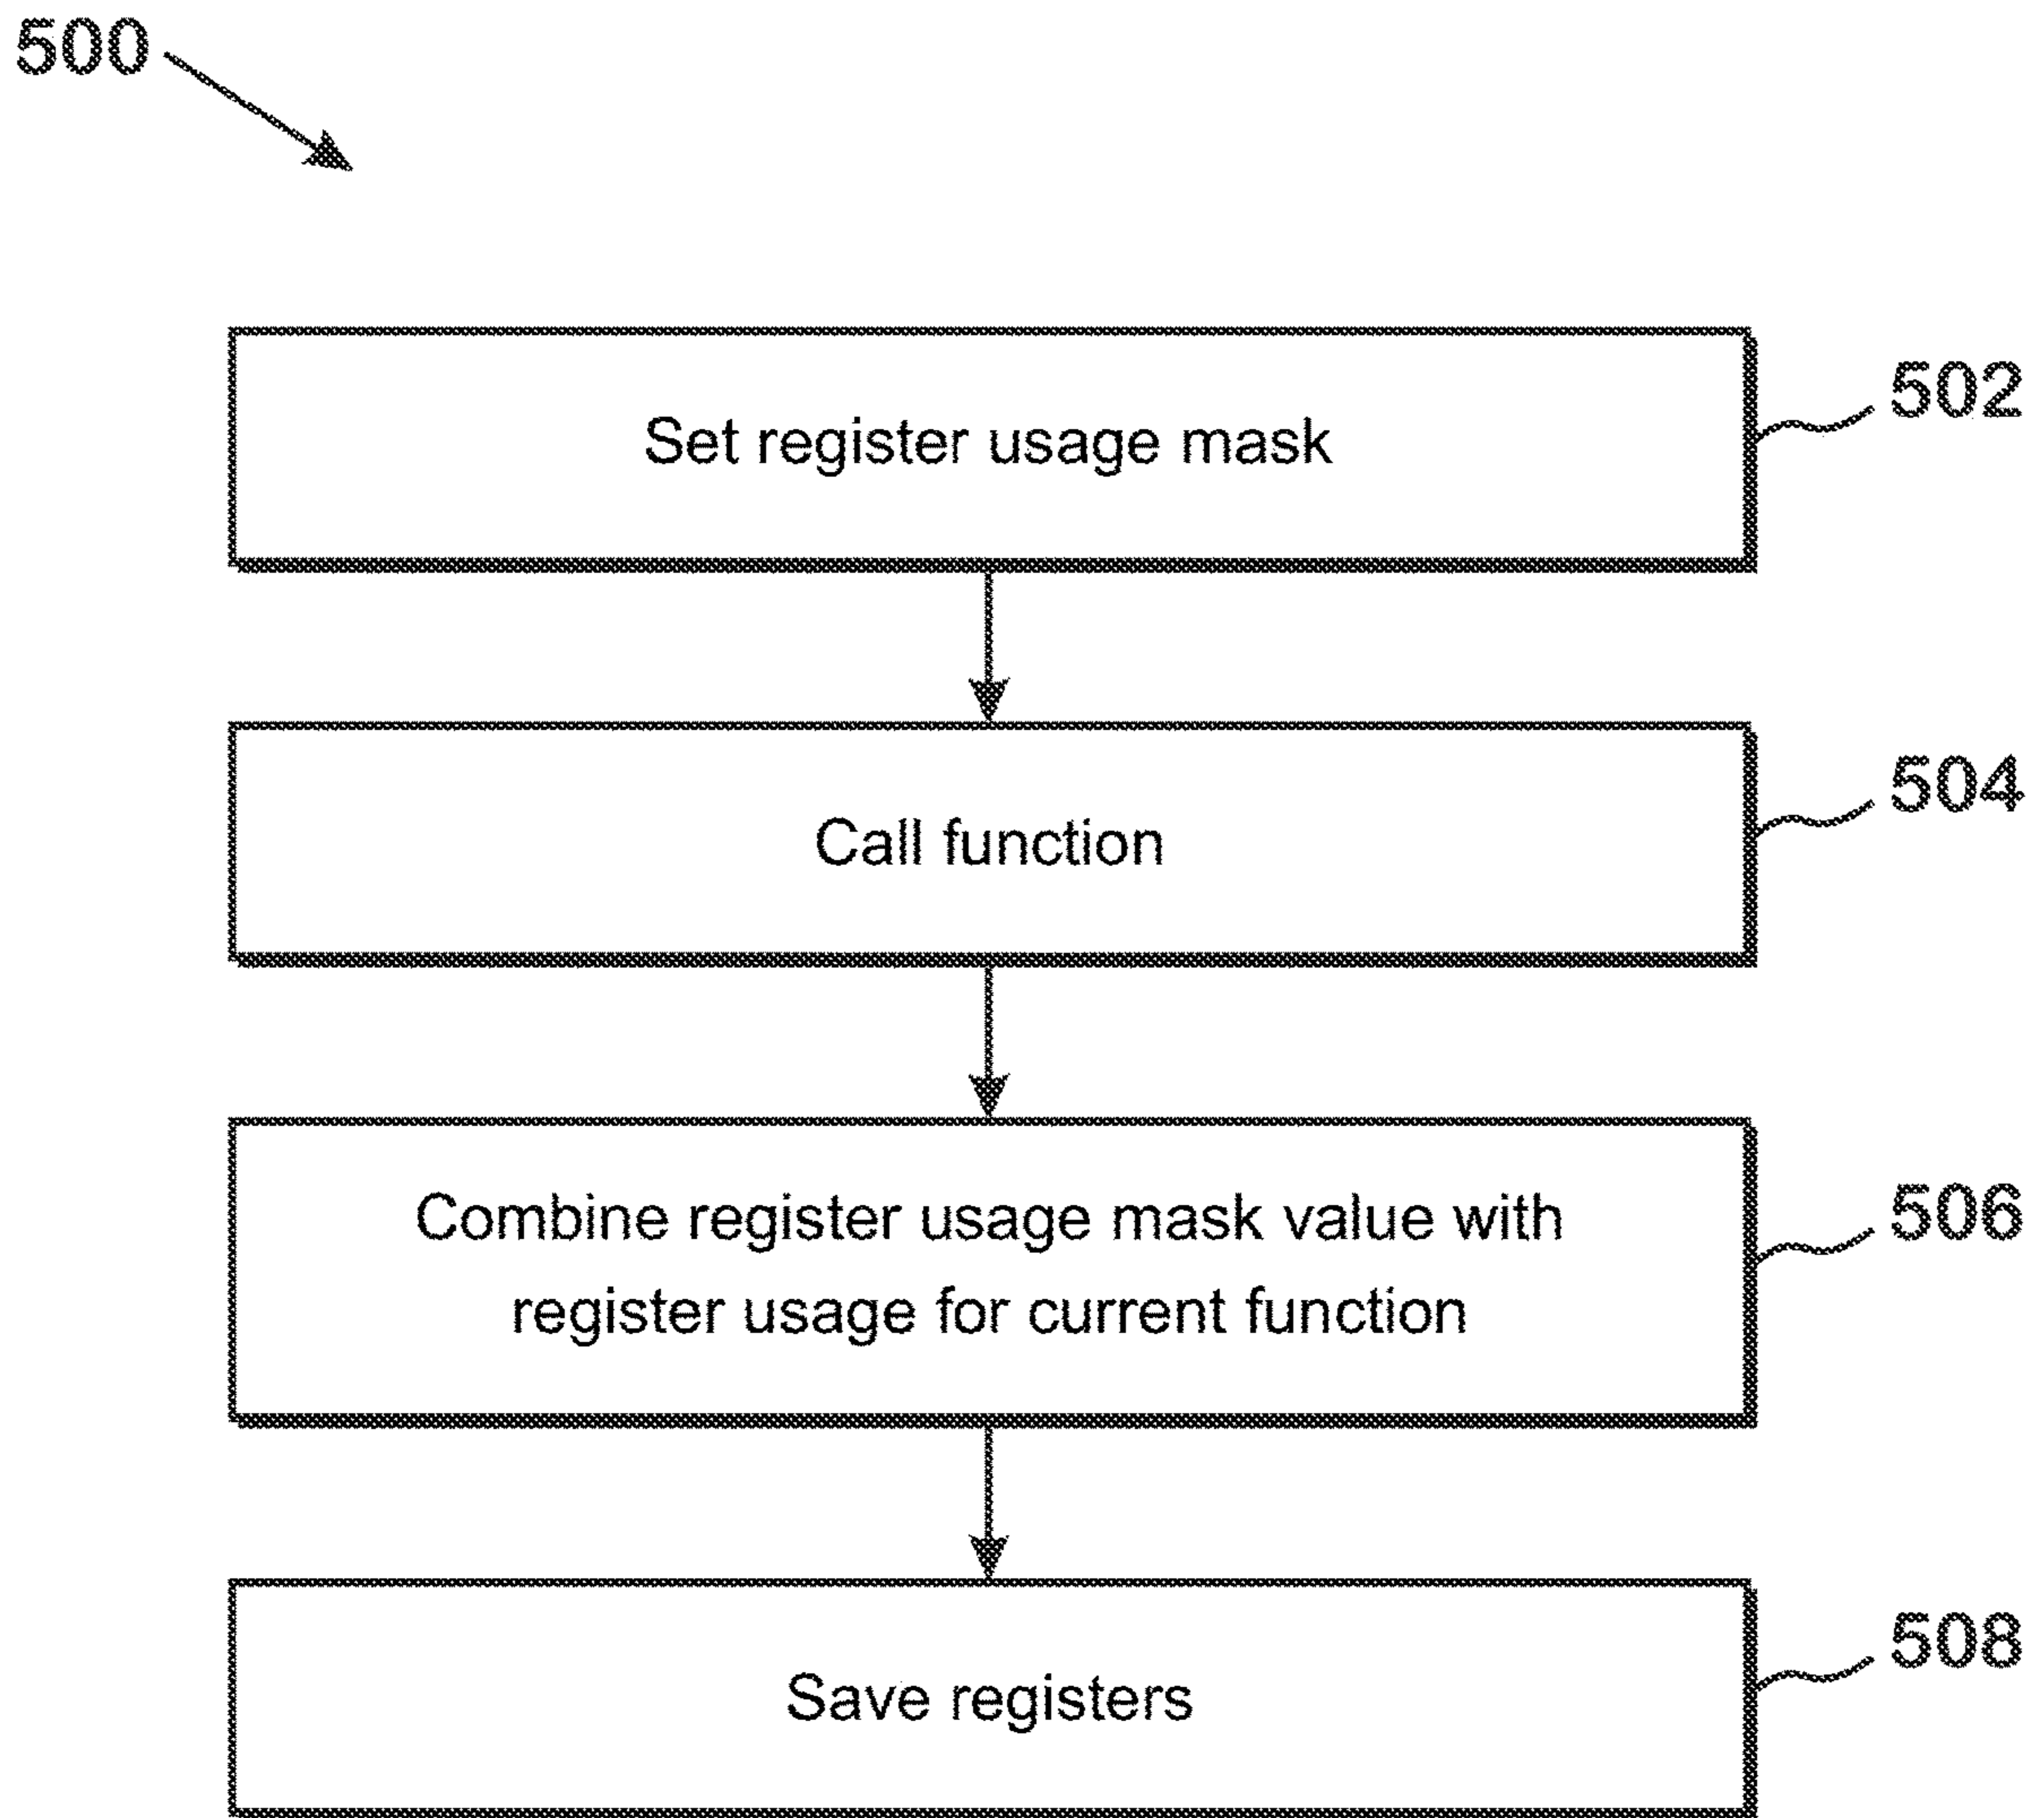 500
Set register usage mask
502
Call function
504
Combine register usage mask value with
register usage for current function
506
Save registers
508